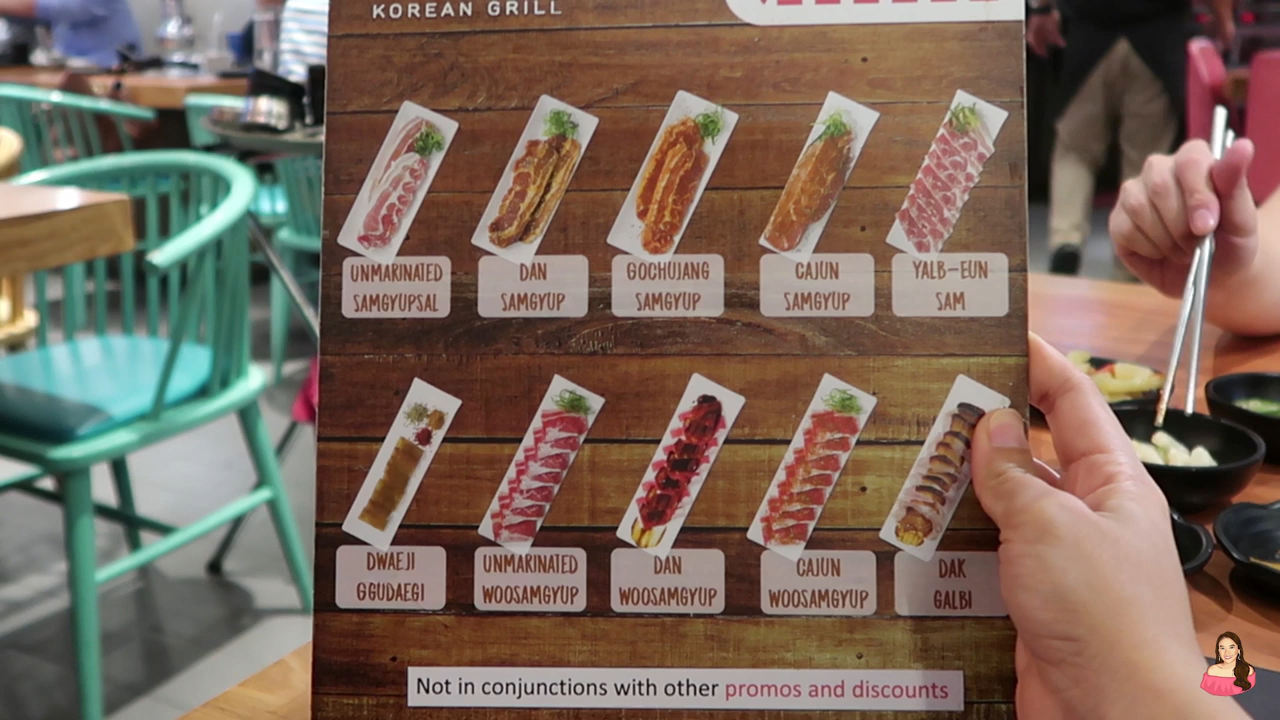 KOREAN GRILL
UNMARINATED
SAMGYUPSAL
DAN
SAMGYUP
GOCHUJANG
SAMGYUP
CAJUN
SAMGYUP
YALB-EUN
SAM
DWAEJI
GGUDAEGI
UNMARINATED
WOOSAMGYUP
DAN
WOOSAMGYUP
CAJUN
WOOSAMGYUP
DAK
GALBI
Not in conjunctions with other promos and discounts